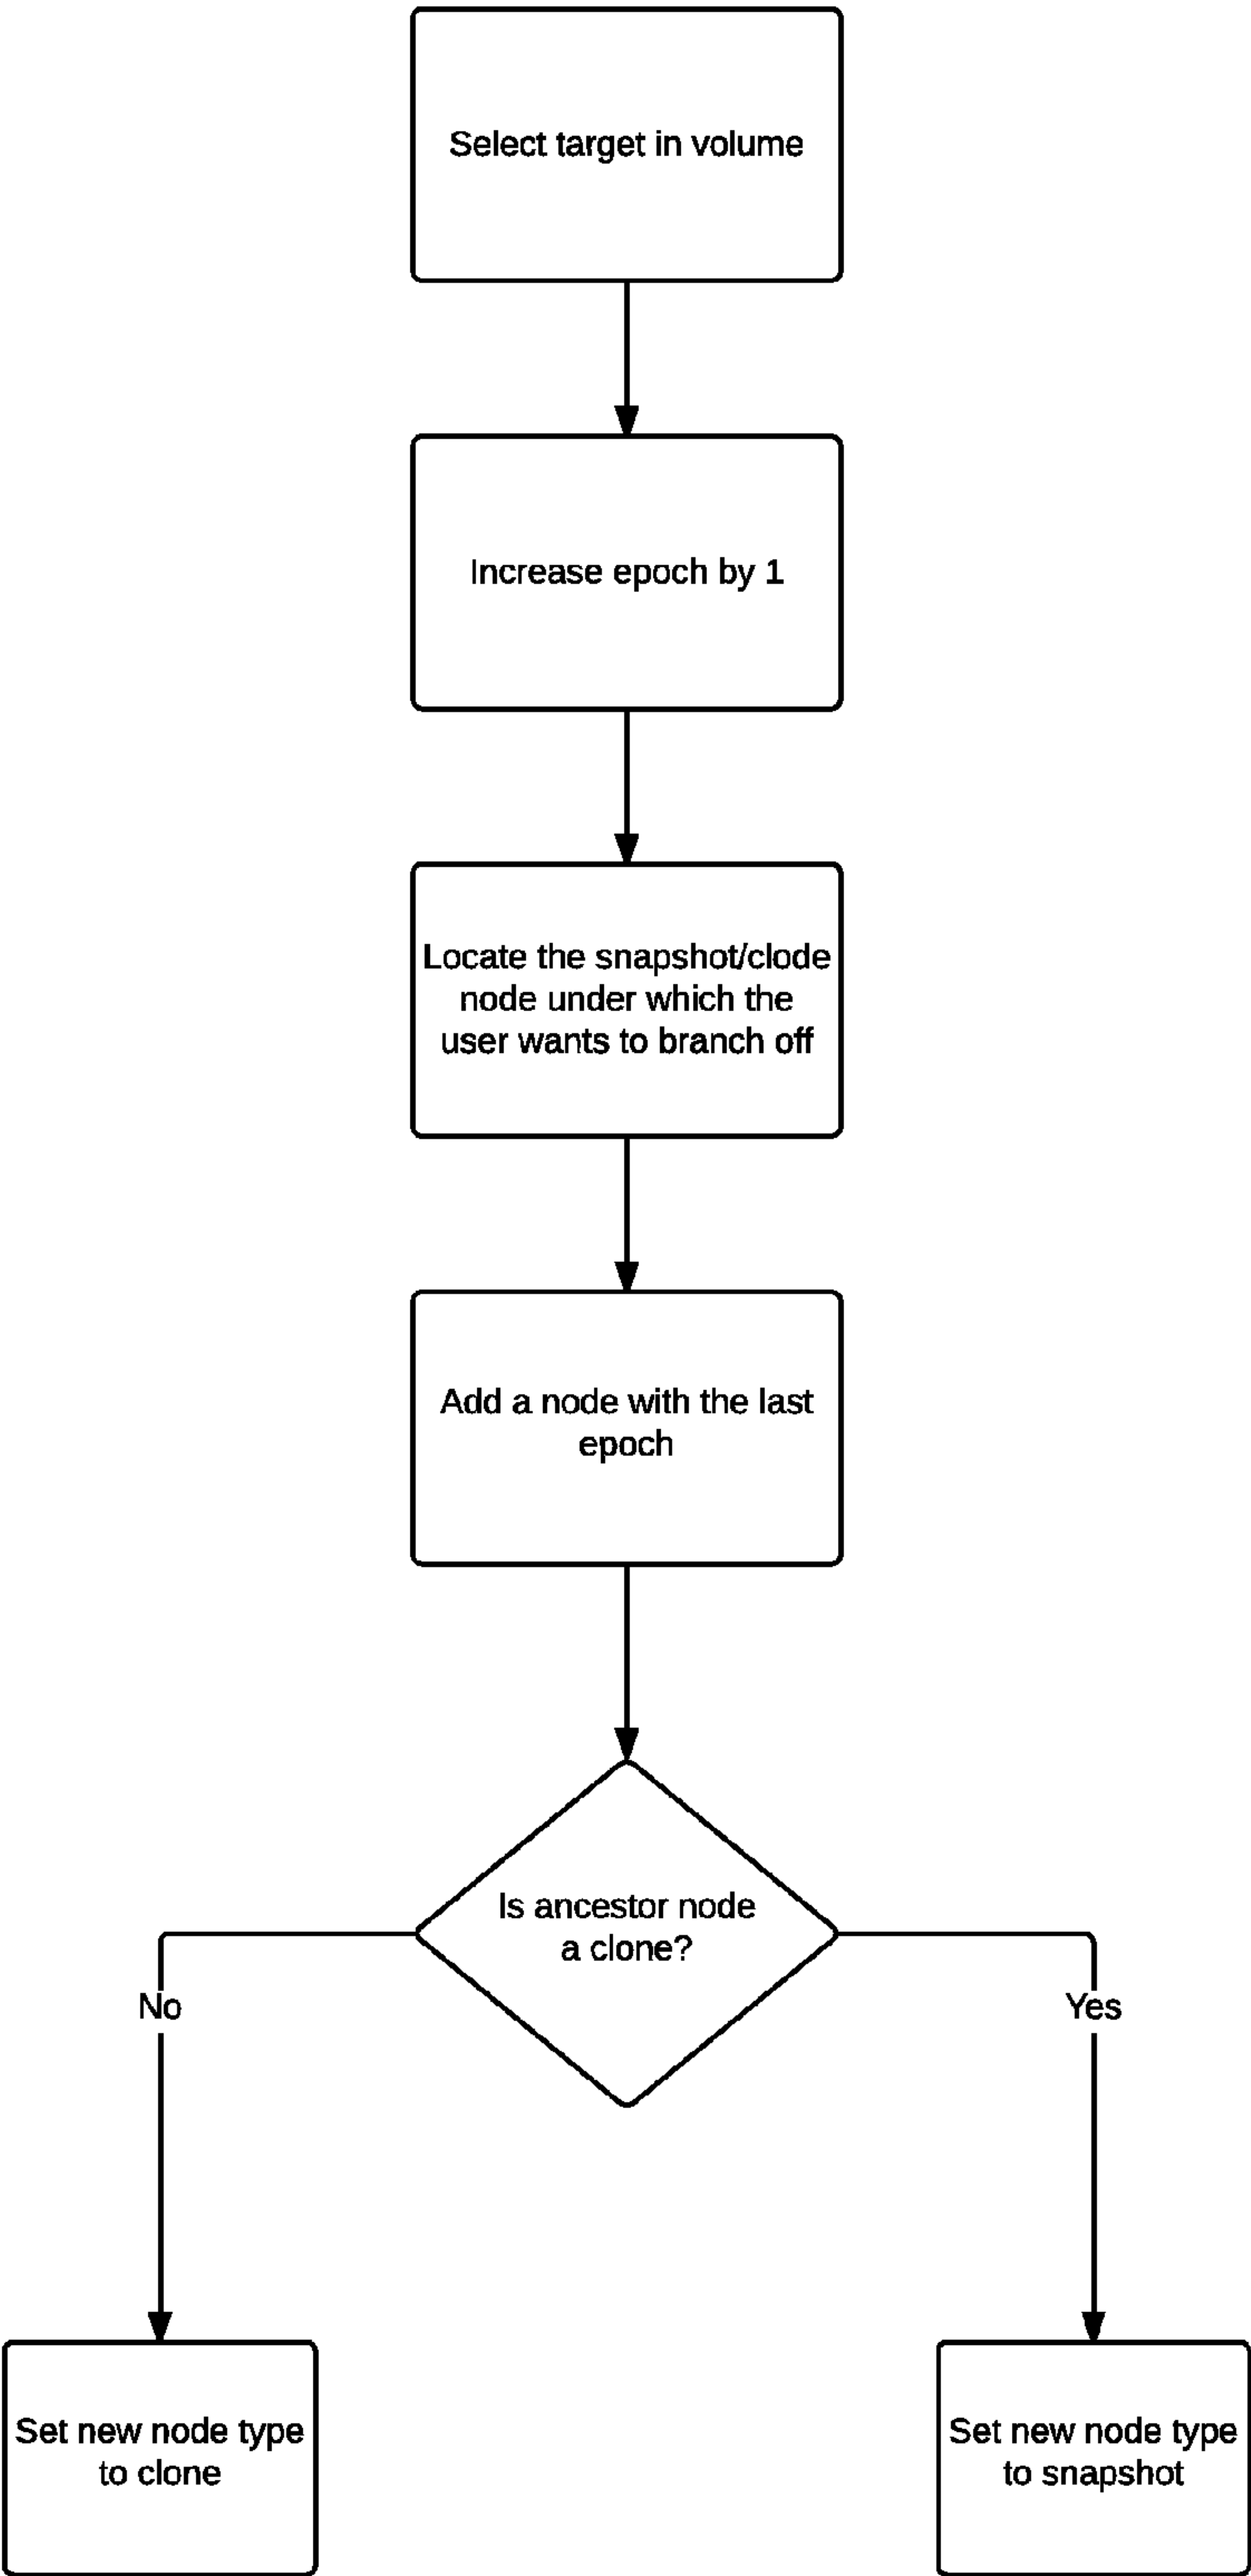 Select target in volume
Increase epoch by 1
Locate the snapshot/clode
node under which the
user wants to branch off
Add a node with the last
epoch
Is ancestor node
a clone?
No
Yes
Set new node type
to clone
Set new node type
to snapshot